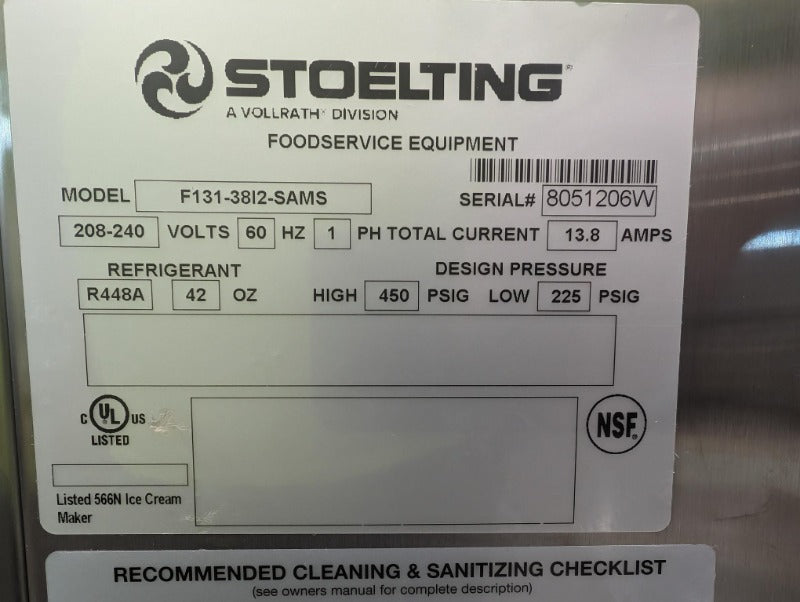 STOELTING®
A VOLLRATH® DIVISION
FOODSERVICE EQUIPMENT
MODEL F131-38I2-SAMS SERIAL# 8051206W
208-240 VOLTS 60 HZ 1 PH TOTAL CURRENT 13.8 AMPS
REFRIGERANT DESIGN PRESSURE
R448A 42 OZ HIGH 450 PSIG LOW 225 PSIG
C UL US
LISTED
NSF.
Listed 566N Ice Cream
Maker
RECOMMENDED CLEANING & SANITIZING CHECKLIST
(see owners manual for complete description)